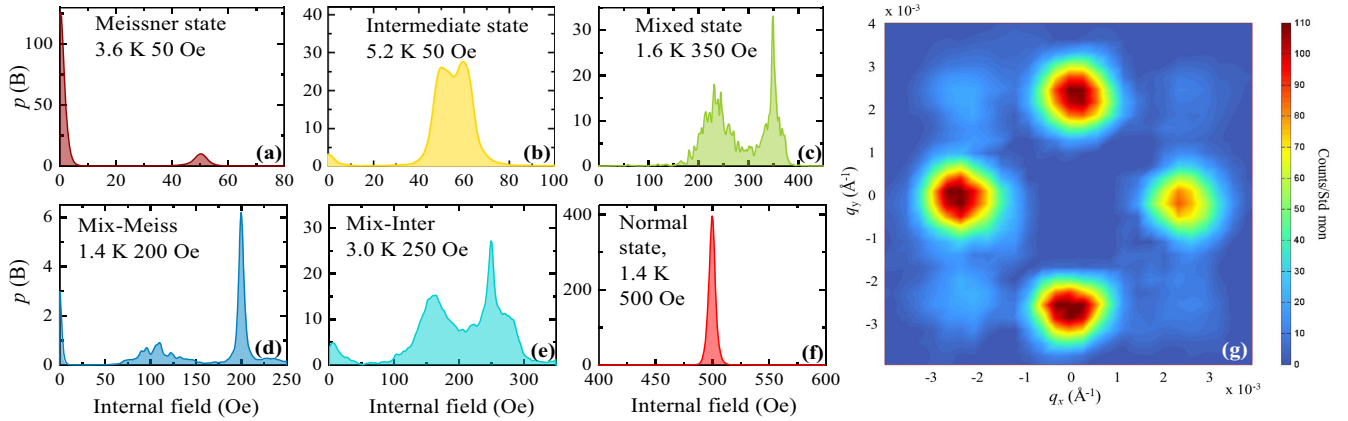 Meissner state
3.6 K 50 Oe
p (B)
0
50
100
0
20
40
60
80
(a)
Intermediate state
5.2 K 50 Oe
0
10
20
30
40
0
20
40
60
80
100
(b)
Mixed state
1.6 K 350 Oe
0
10
20
30
0
100
200
300
400
(c)
Mix-Meiss
1.4 K 200 Oe
p (B)
0
2
4
6
0
50
100
150
200
250
Internal field (Oe)
(d)
Mix-Inter
3.0 K 250 Oe
0
15
30
0
100
200
300
Internal field (Oe)
(e)
Normal
state,
1.4 K
500 Oe
0
200
400
400
450
500
550
600
Internal field (Oe)
(f)
4 x 10⁻³
3
2
1
0
-1
-2
-3
qy (Å⁻¹)
-3
-2
-1
0
1
2
3
x 10⁻³
qx (Å⁻¹)
(g)
110
100
90
80
70
60
50
40
30
20
10
0
Counts/Std mon